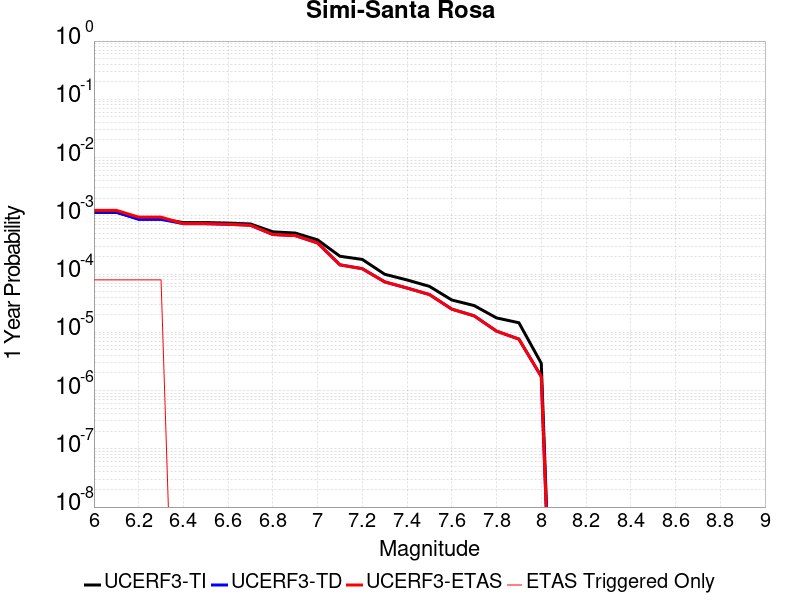 Simi-Santa Rosa
10^0
10^-1
10^-2
10^-3
10^-4
10^-5
10^-6
10^-7
10^-8
1 Year Probability
6 6.2 6.4 6.6 6.8 7 7.2 7.4 7.6 7.8 8 8.2 8.4 8.6 8.8 9
Magnitude
UCERF3-TI UCERF3-TD UCERF3-ETAS ETAS Triggered Only